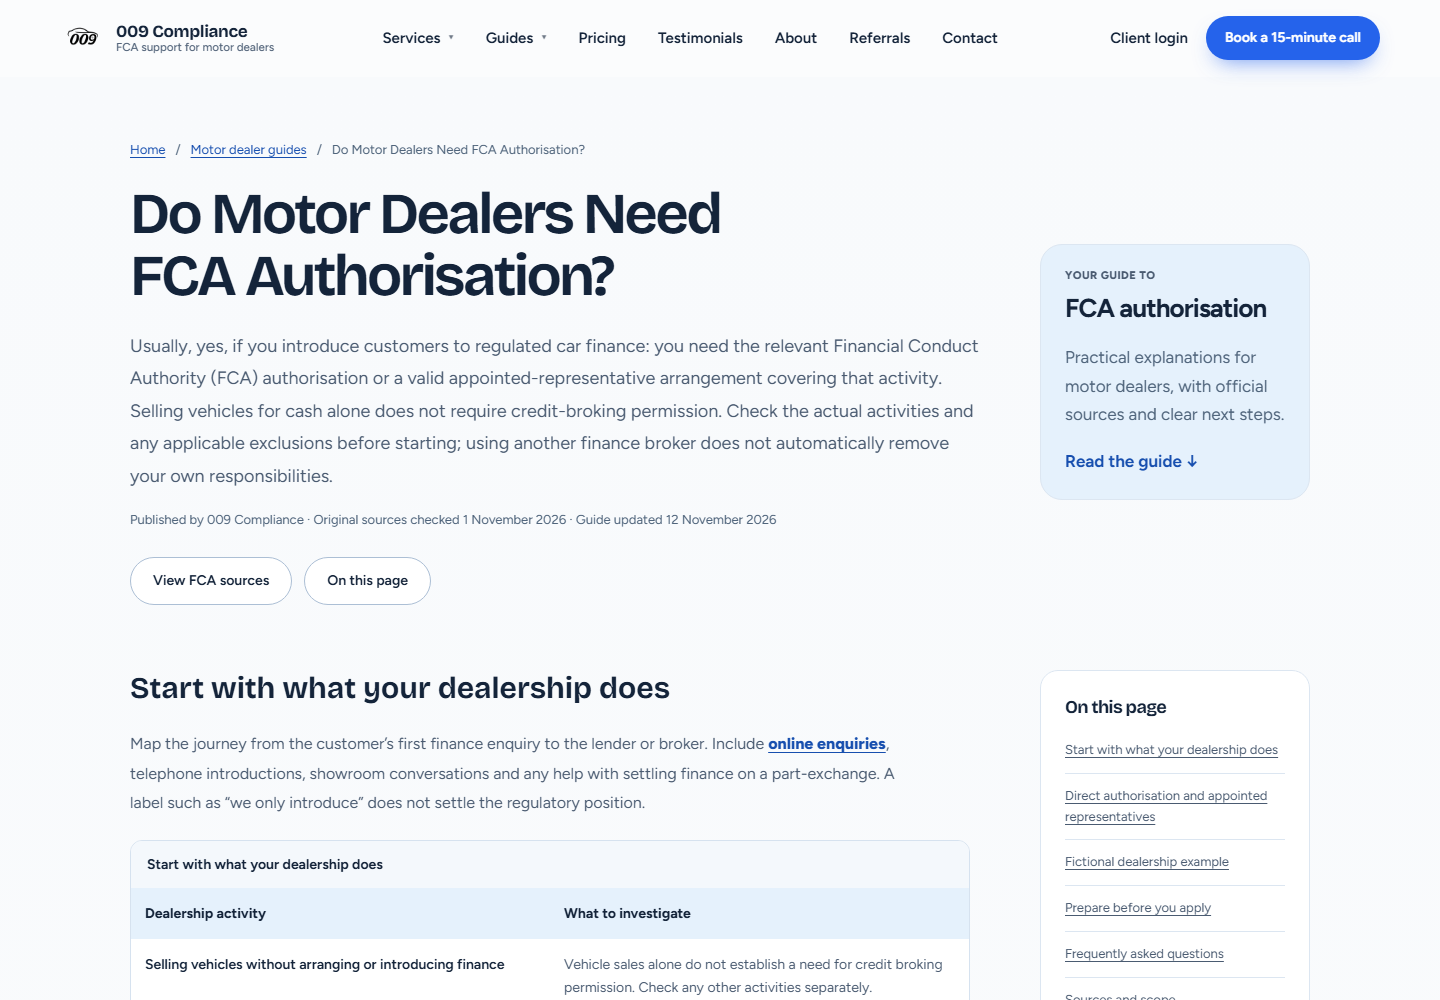 009
009 Compliance
FCA support for motor dealers
Services
Guides
Pricing
Testimonials
About
Referrals
Contact
Client login
Book a 15-minute call
Home / Motor dealer guides / Do Motor Dealers Need FCA Authorisation?
Do Motor Dealers Need
FCA Authorisation?
Usually, yes, if you introduce customers to regulated car finance: you need the relevant Financial Conduct
Authority (FCA) authorisation or a valid appointed-representative arrangement covering that activity.
Selling vehicles for cash alone does not require credit-broking permission. Check the actual activities and
any applicable exclusions before starting; using another finance broker does not automatically remove
your own responsibilities.
Published by 009 Compliance · Original sources checked 1 November 2026 · Guide updated 12 November 2026
View FCA sources
On this page
YOUR GUIDE TO
FCA authorisation
Practical explanations for
motor dealers, with official
sources and clear next steps.
Read the guide ↓
Start with what your dealership does
Map the journey from the customer’s first finance enquiry to the lender or broker. Include online enquiries,
telephone introductions, showroom conversations and any help with settling finance on a part-exchange. A
label such as “we only introduce” does not settle the regulatory position.
Start with what your dealership does
Dealership activity
What to investigate
Selling vehicles without arranging or introducing finance
Vehicle sales alone do not establish a need for credit broking
permission. Check any other activities separately.
On this page
Start with what your dealership does
Direct authorisation and appointed
representatives
Fictional dealership example
Prepare before you apply
Frequently asked questions
Sources and scope